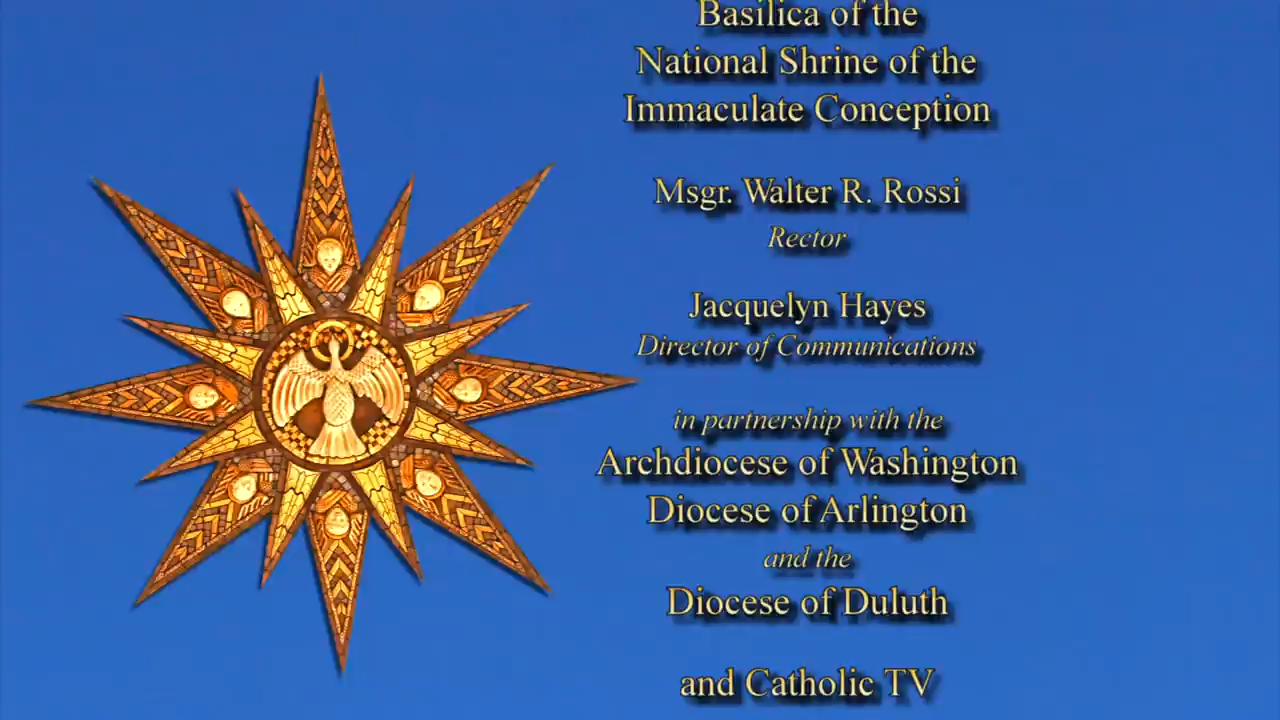 Basilica of the
National Shrine of the
Immaculate Conception
Msgr. Walter R. Rossi
Rector
Jacquelyn Hayes
Director of Communications
in partnership with the
Archdiocese of Washington
Diocese of Arlington
and the
Diocese of Duluth
and Catholic TV